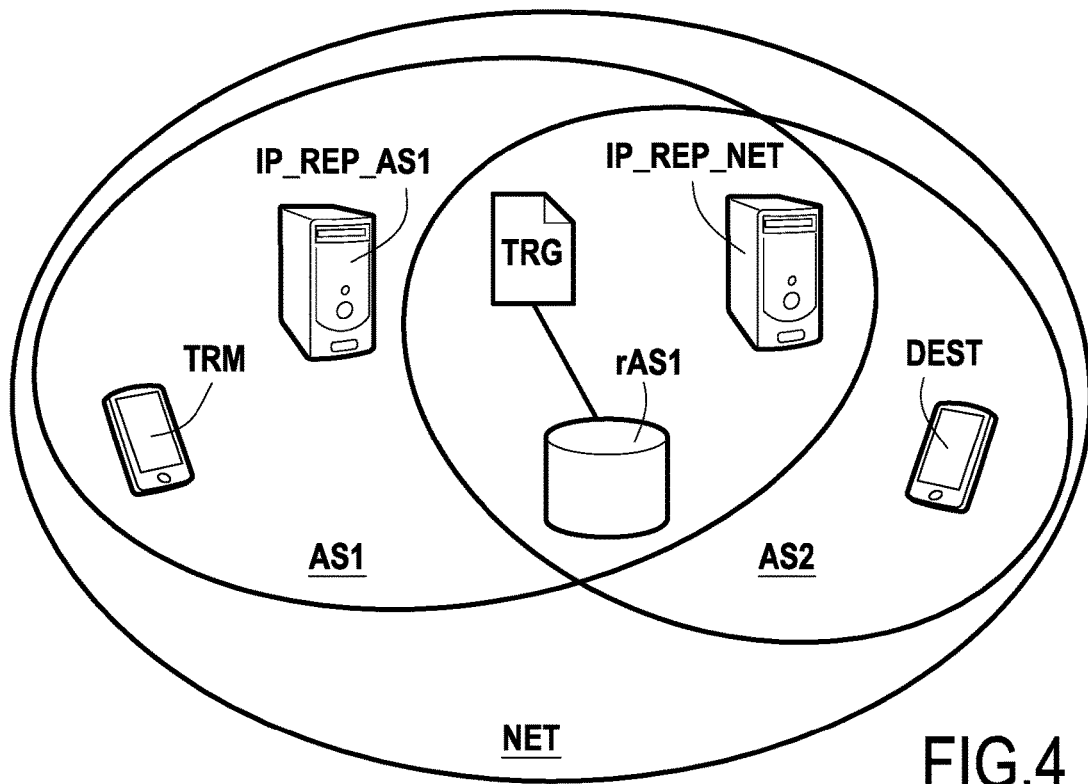 IP_REP_AS1
IP_REP_NET
TRG
TRM
rAS1
DEST
AS1
AS2
NET
FIG.4